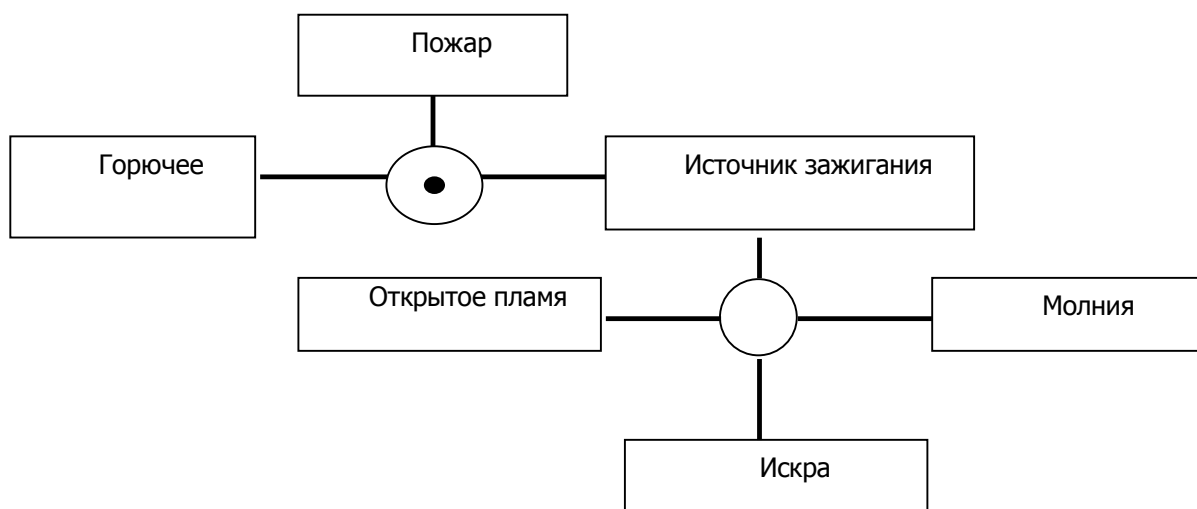 Пожар
Горючее
Источник зажигания
Открытое пламя
Молния
Искра